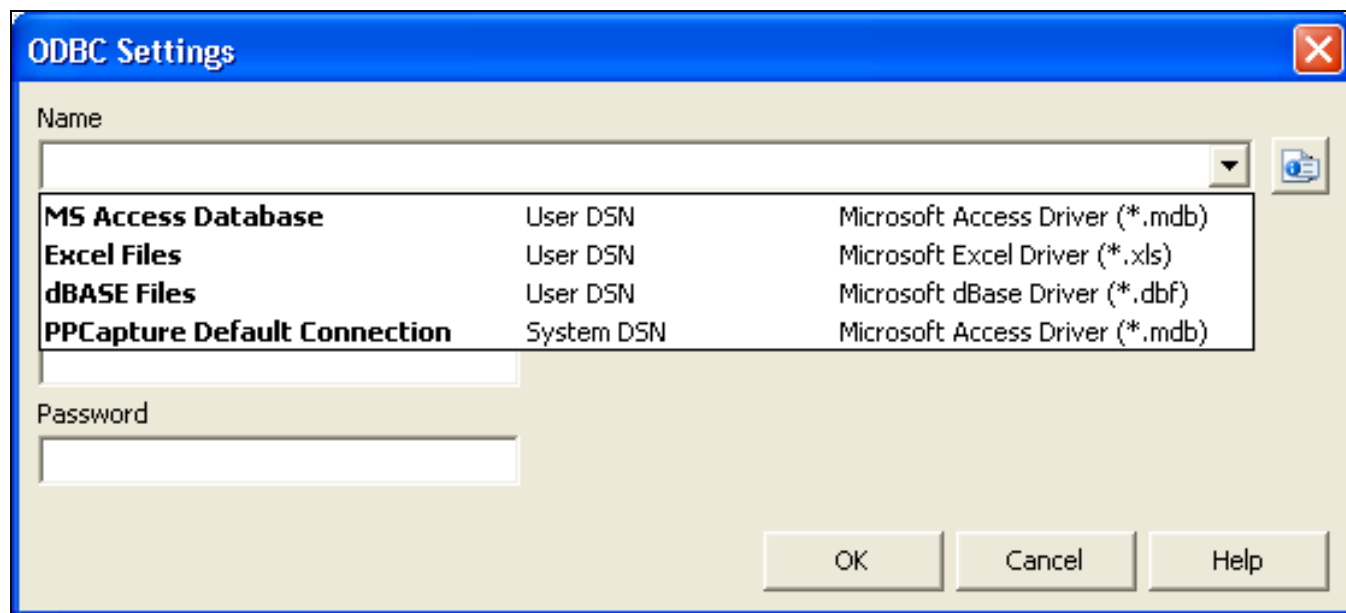 ODBC Settings
Name
MS Access Database User DSN Microsoft Access Driver (*.mdb)
Excel Files User DSN Microsoft Excel Driver (*.xls)
dBASE Files User DSN Microsoft dBase Driver (*.dbf)
PPCapture Default Connection System DSN Microsoft Access Driver (*.mdb)
Password
OK Cancel Help